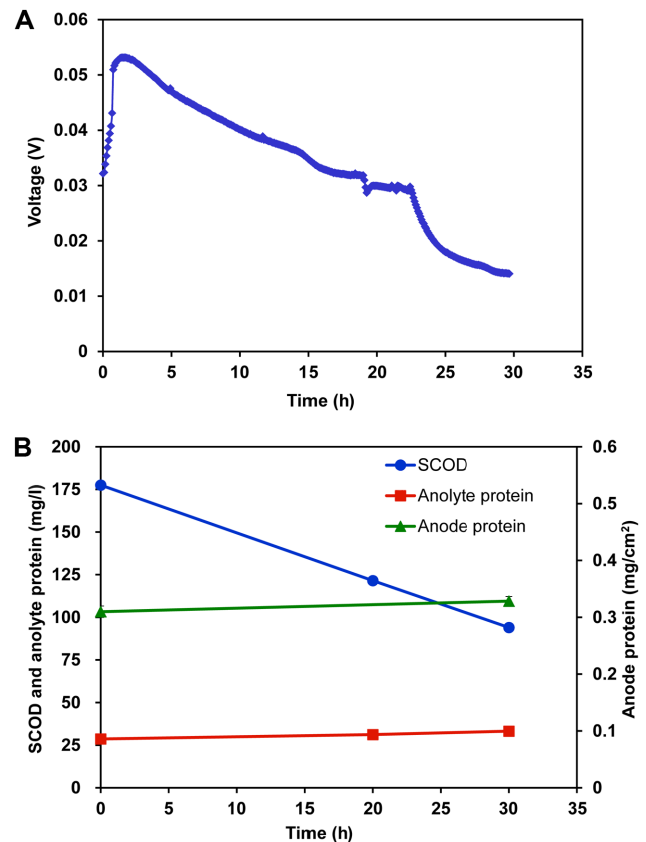 A
0.06
0.05
0.04
0.03
0.02
0.01
0
Voltage (V)
0 5 10 15 20 25 30 35
Time (h)
B
200
175
150
125
100
75
50
25
0
SCOD and anolyte protein (mg/l)
SCOD
Anolyte protein
Anode protein
0.6
0.5
0.4
0.3
0.2
0.1
0
Anode protein (mg/cm²)
0 5 10 15 20 25 30 35
Time (h)